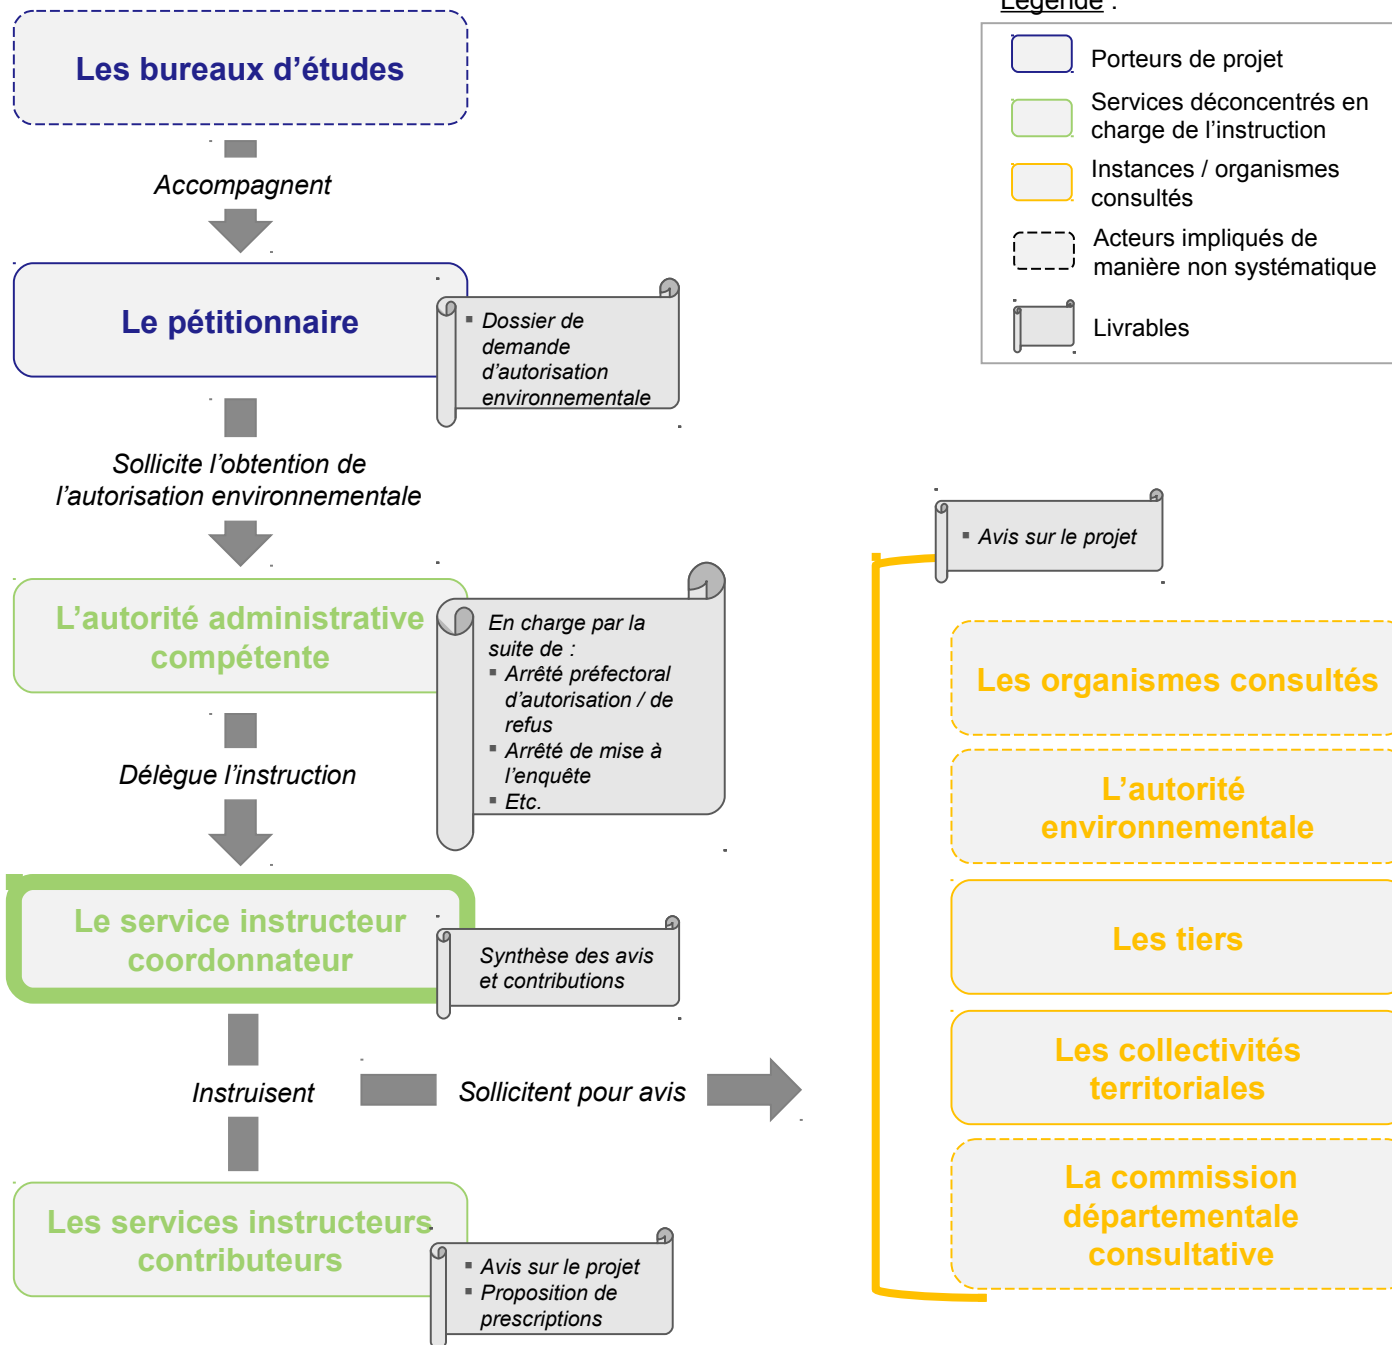 Les bureaux d’études
Accompagnent
Le pétitionnaire
▪ Dossier de
demande
d’autorisation
environnementale
Sollicite l’obtention de
l’autorisation environnementale
L’autorité administrative
compétente
En charge par la
suite de :
▪ Arrêté préfectoral
d’autorisation / de
refus
▪ Arrêté de mise à
l’enquête
▪ Etc.
Délègue l’instruction
Le service instructeur
coordonnateur
Synthèse des avis
et contributions
Instruisent
Sollicitent pour avis
Les services instructeurs
contributeurs
▪ Avis sur le projet
▪ Proposition de
prescriptions
Légende :
Porteurs de projet
Services déconcentrés en
charge de l’instruction
Instances / organismes
consultés
Acteurs impliqués de
manière non systématique
Livrables
▪ Avis sur le projet
Les organismes consultés
L’autorité
environnementale
Les tiers
Les collectivités
territoriales
La commission
départementale
consultative